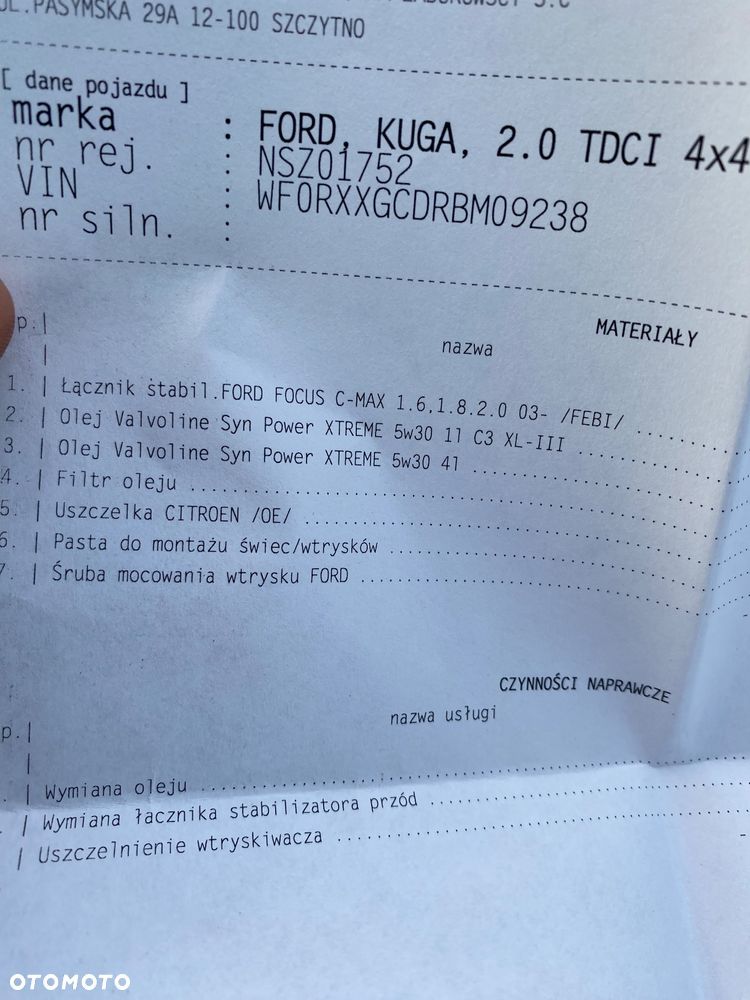 UL.PASYMSKA 29A 12-100 SZCZYTNO
[ dane pojazdu ]
marka : FORD, KUGA, 2.0 TDCI 4x4
nr rej. : NSZ01752
VIN : WF0RXXGCDRBM09238
nr siln. :
p.| MATERIAŁY
| nazwa
1. | Łącznik stabil.FORD FOCUS C-MAX 1.6,1.8.2.0 03- /FEBI/ ..........
2. | Olej Valvoline Syn Power XTREME 5w30 1l C3 XL-III ..........
3. | Olej Valvoline Syn Power XTREME 5w30 4l ..........
4. | Filtr oleju ..........
5. | Uszczelka CITROEN /OE/ ..........
6. | Pasta do montażu świec/wtrysków ..........
7. | Śruba mocowania wtrysku FORD ..........
CZYNNOŚCI NAPRAWCZE
p.| nazwa usługi
|
. | Wymiana oleju ..........
. | Wymiana łacznika stabilizatora przód ..........
| Uszczelnienie wtryskiwacza ..........
OTOMOTO